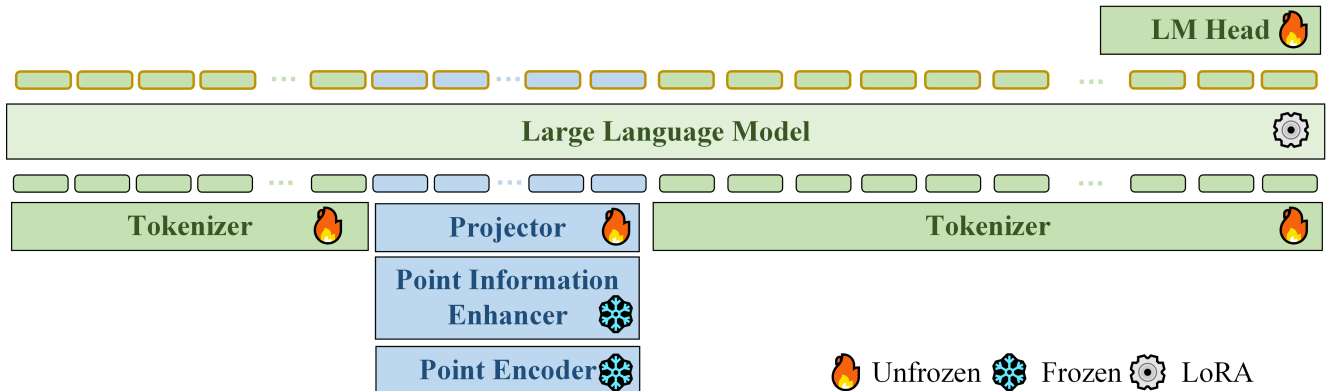 LM Head
Large Language Model
Tokenizer
Projector
Tokenizer
Point Information
Enhancer
Point Encoder
Unfrozen
Frozen
LoRA